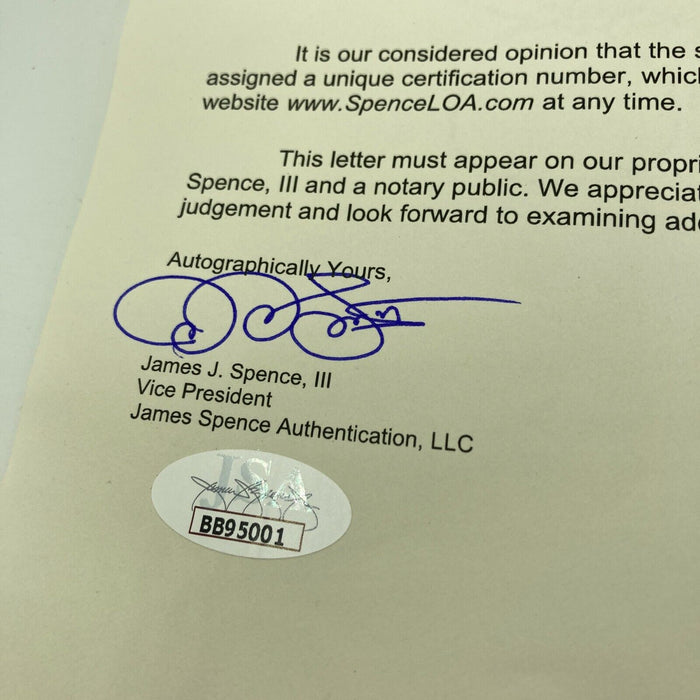 It is our considered opinion that the s
assigned a unique certification number, which
website www.SpenceLOA.com at any time.
This letter must appear on our propri
Spence, III and a notary public. We appreciat
judgement and look forward to examining add
Autographically Yours,
James J. Spence, III
Vice President
James Spence Authentication, LLC
JSA
BB95001